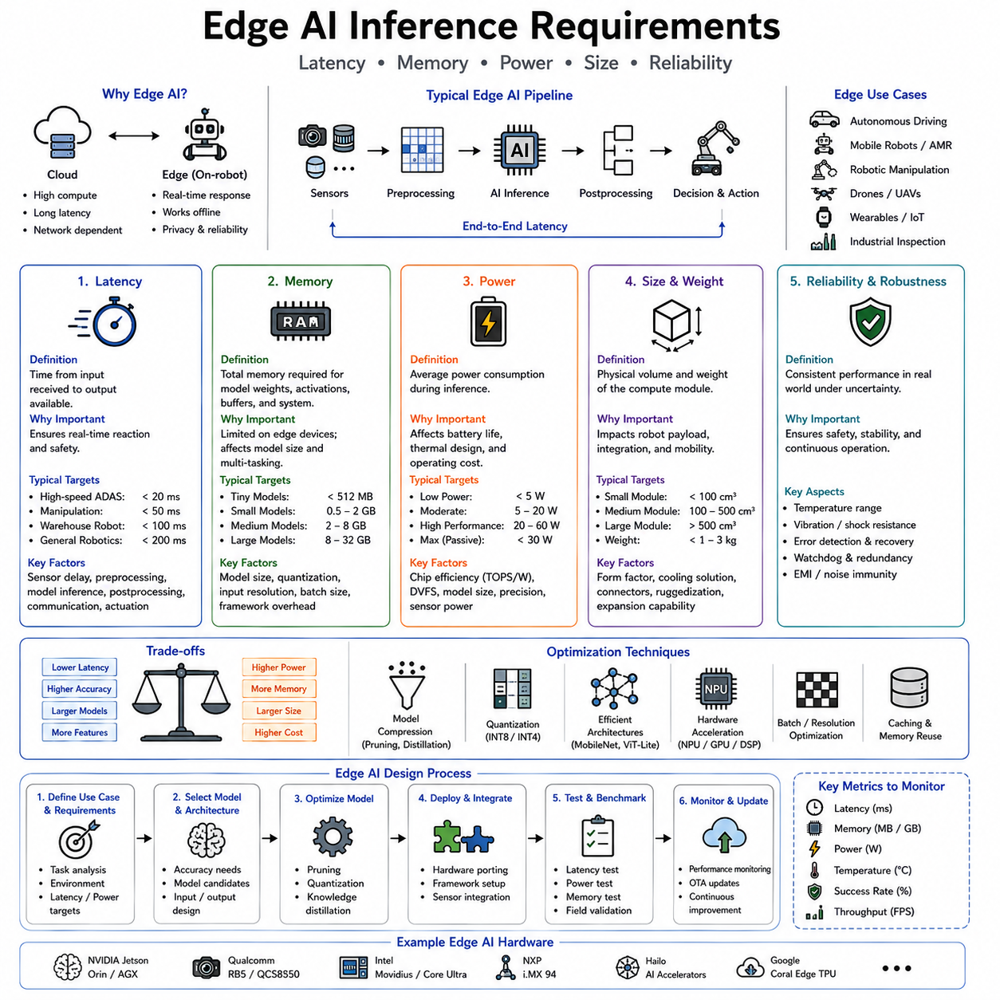 Edge AI Inference Requirements
Latency • Memory • Power • Size • Reliability
Why Edge AI?
Cloud
• High compute
• Long latency
• Network dependent
Edge (On-robot)
• Real-time response
• Works offline
• Privacy & reliability
Typical Edge AI Pipeline
Sensors
Preprocessing
AI
AI Inference
Postprocessing
Decision & Action
End-to-End Latency
Edge Use Cases
Autonomous Driving
Mobile Robots / AMR
Robotic Manipulation
Drones / UAVs
Wearables / IoT
Industrial Inspection
1. Latency
Definition
Time from input
received to output
available.
Why Important
Ensures real-time reaction
and safety.
Typical Targets
• High-speed ADAS: < 20 ms
• Manipulation: < 50 ms
• Warehouse Robot: < 100 ms
• General Robotics: < 200 ms
Key Factors
Sensor delay, preprocessing,
model inference, postprocessing,
communication, actuation
2. Memory
RAM
Definition
Total memory required for
model weights, activations,
buffers, and system.
Why Important
Limited on edge devices;
affects model size and
multi-tasking.
Typical Targets
• Tiny Models: < 512 MB
• Small Models: 0.5 – 2 GB
• Medium Models: 2 – 8 GB
• Large Models: 8 – 32 GB
Key Factors
Model size, quantization,
input resolution, batch size,
framework overhead
3. Power
Definition
Average power consumption
during inference.
Why Important
Affects battery life,
thermal design, and
operating cost.
Typical Targets
• Low Power: < 5 W
• Moderate: 5 – 20 W
• High Performance: 20 – 60 W
• Max (Passive): < 30 W
Key Factors
Chip efficiency (TOPS/W),
DVFS, model size, precision,
sensor power
4. Size & Weight
Definition
Physical volume and weight
of the compute module.
Why Important
Impacts robot payload,
integration, and mobility.
Typical Targets
• Small Module: < 100 cm³
• Medium Module: 100 – 500 cm³
• Large Module: > 500 cm³
• Weight: < 1 – 3 kg
Key Factors
Form factor, cooling solution,
connectors, ruggedization,
expansion capability
5. Reliability & Robustness
Definition
Consistent performance in real
world under uncertainty.
Why Important
Ensures safety, stability, and
continuous operation.
Key Aspects
• Temperature range
• Vibration / shock resistance
• Error detection & recovery
• Watchdog & redundancy
• EMI / noise immunity
Trade-offs
Lower Latency
Higher Accuracy
Larger Models
More Features
Higher Power
More Memory
Larger Size
Higher Cost
Optimization Techniques
Model
Compression
(Pruning, Distillation)
Quantization
(INT8 / INT4)
Efficient
Architectures
(MobileNet, ViT-Lite)
NPU
Hardware
Acceleration
(NPU / GPU / DSP)
Batch / Resolution
Optimization
Caching &
Memory Reuse
Edge AI Design Process
1. Define Use Case
& Requirements
• Task analysis
• Environment
• Latency / Power
targets
2. Select Model
& Architecture
• Accuracy needs
• Model candidates
• Input / output
design
3. Optimize Model
• Pruning
• Quantization
• Knowledge
distillation
4. Deploy & Integrate
• Hardware porting
• Framework setup
• Sensor integration
5. Test & Benchmark
• Latency test
• Power test
• Memory test
• Field validation
6. Monitor & Update
• Performance monitoring
• OTA updates
• Continuous
improvement
Key Metrics to Monitor
Latency (ms)
Memory (MB / GB)
Power (W)
Temperature (°C)
Success Rate (%)
Throughput (FPS)
Example Edge AI Hardware
NVIDIA Jetson
Orin / AGX
Qualcomm
RB5 / QCS8550
Intel
Movidius / Core Ultra
NXP
i.MX 94
Hailo
AI Accelerators
Google
Coral Edge TPU